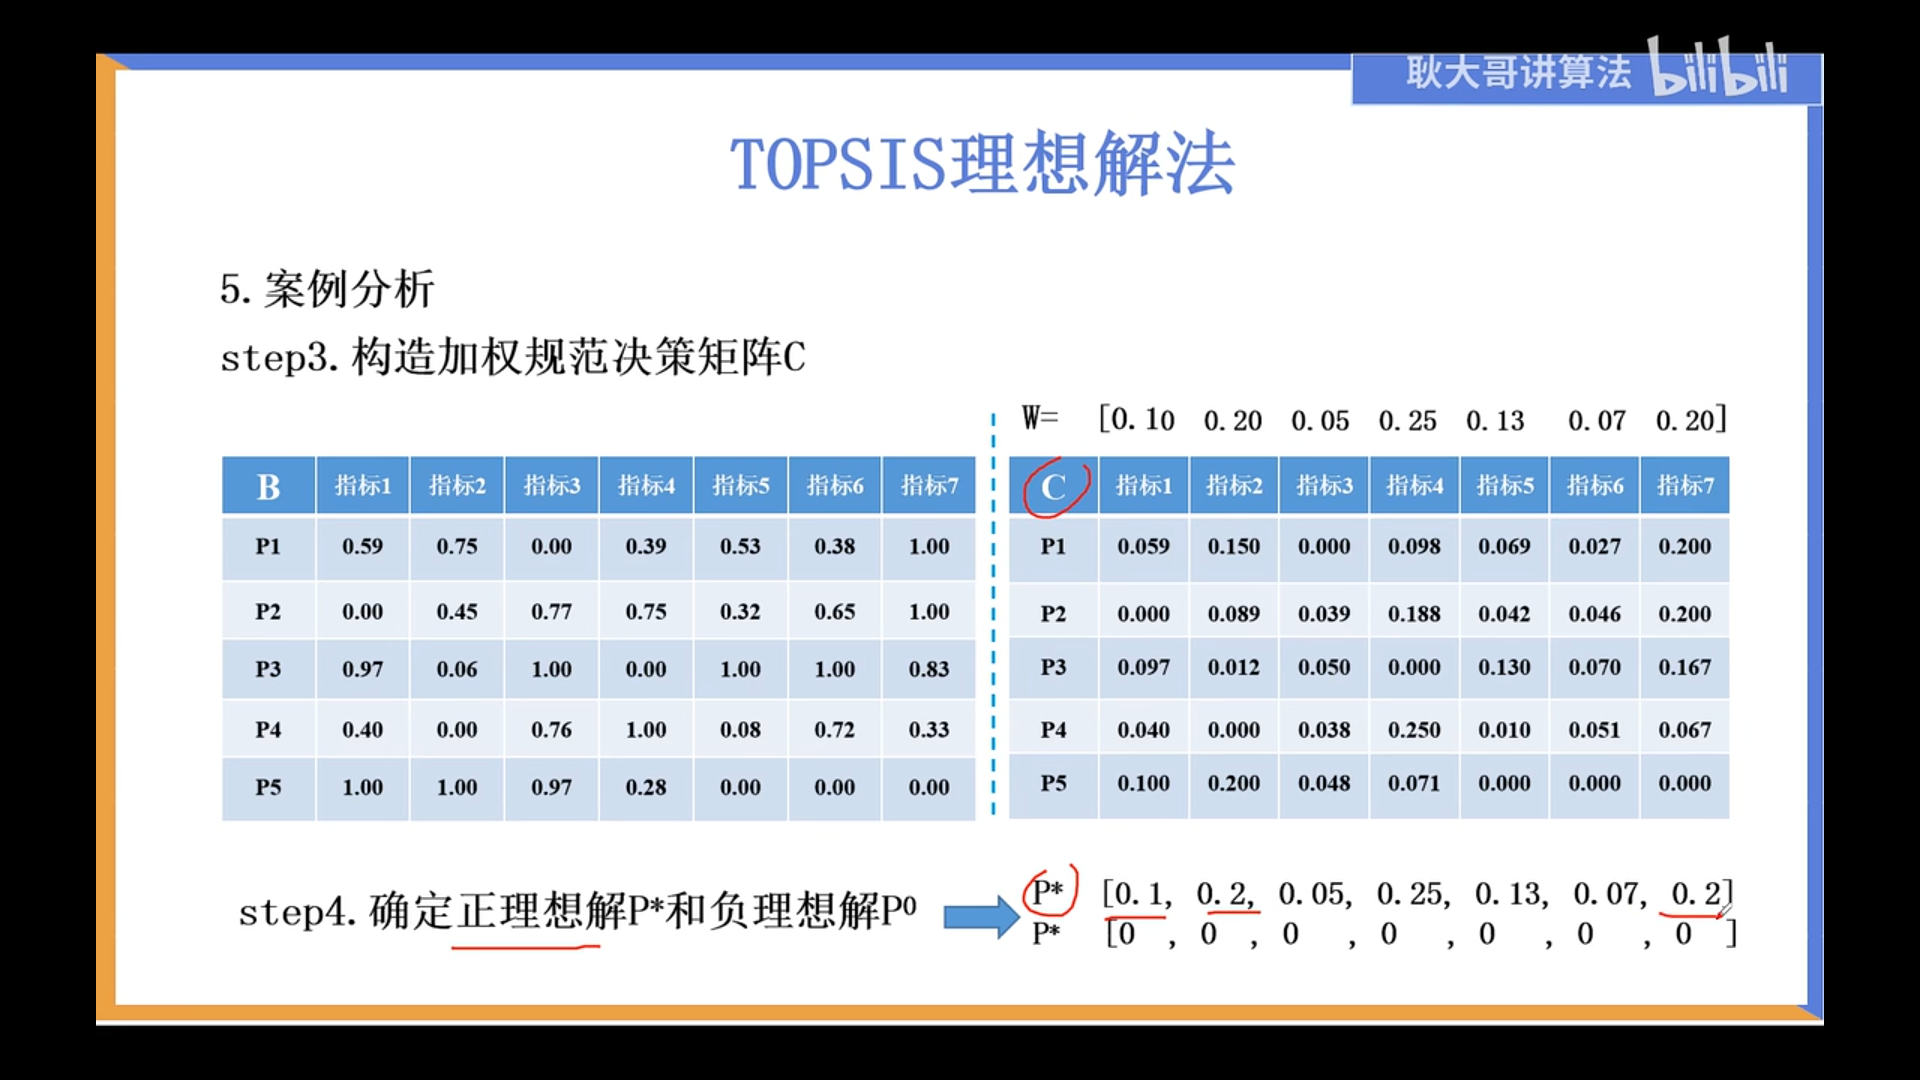 耿大哥讲算法 bilibili
TOPSIS理想解法
5.案例分析
step3.构造加权规范决策矩阵C
W= [0.10 0.20 0.05 0.25 0.13 0.07 0.20]
B 指标1 指标2 指标3 指标4 指标5 指标6 指标7
P1 0.59 0.75 0.00 0.39 0.53 0.38 1.00
P2 0.00 0.45 0.77 0.75 0.32 0.65 1.00
P3 0.97 0.06 1.00 0.00 1.00 1.00 0.83
P4 0.40 0.00 0.76 1.00 0.08 0.72 0.33
P5 1.00 1.00 0.97 0.28 0.00 0.00 0.00
C 指标1 指标2 指标3 指标4 指标5 指标6 指标7
P1 0.059 0.150 0.000 0.098 0.069 0.027 0.200
P2 0.000 0.089 0.039 0.188 0.042 0.046 0.200
P3 0.097 0.012 0.050 0.000 0.130 0.070 0.167
P4 0.040 0.000 0.038 0.250 0.010 0.051 0.067
P5 0.100 0.200 0.048 0.071 0.000 0.000 0.000
step4.确定正理想解P*和负理想解P⁰
P* [0.1, 0.2, 0.05, 0.25, 0.13, 0.07, 0.2]
P* [0 , 0 , 0 , 0 , 0 , 0 , 0 ]